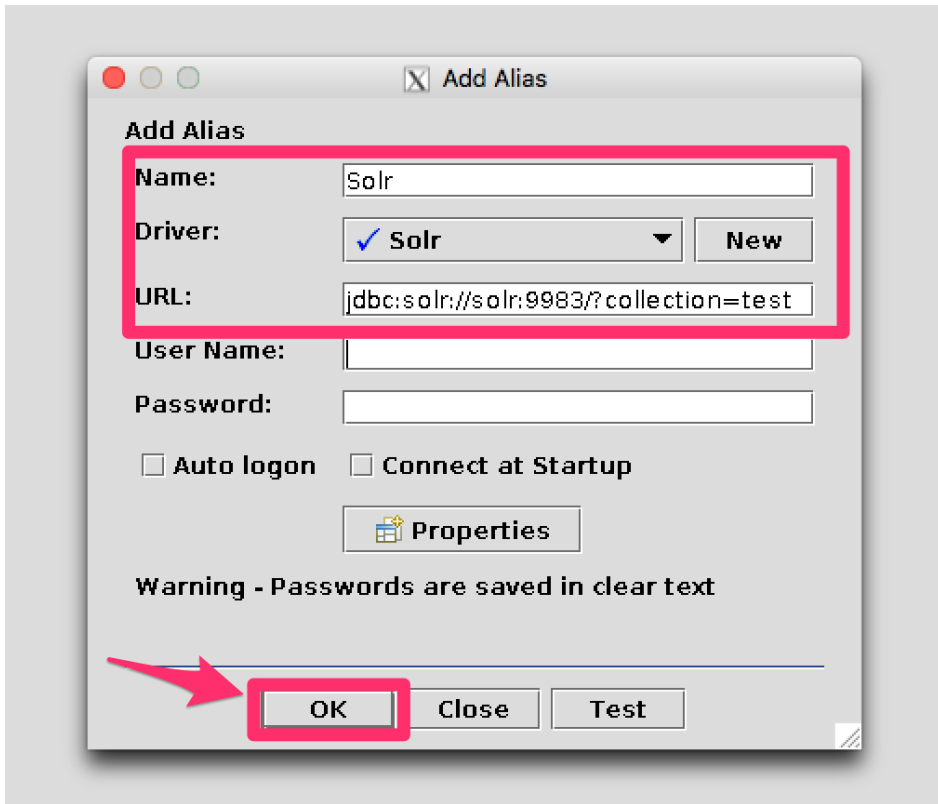 Add Alias
Add Alias
Name: Solr
Driver: Solr New
URL: jdbc:solr://solr:9983/?collection=test
User Name:
Password:
Auto logon Connect at Startup
Properties
Warning - Passwords are saved in clear text
OK Close Test